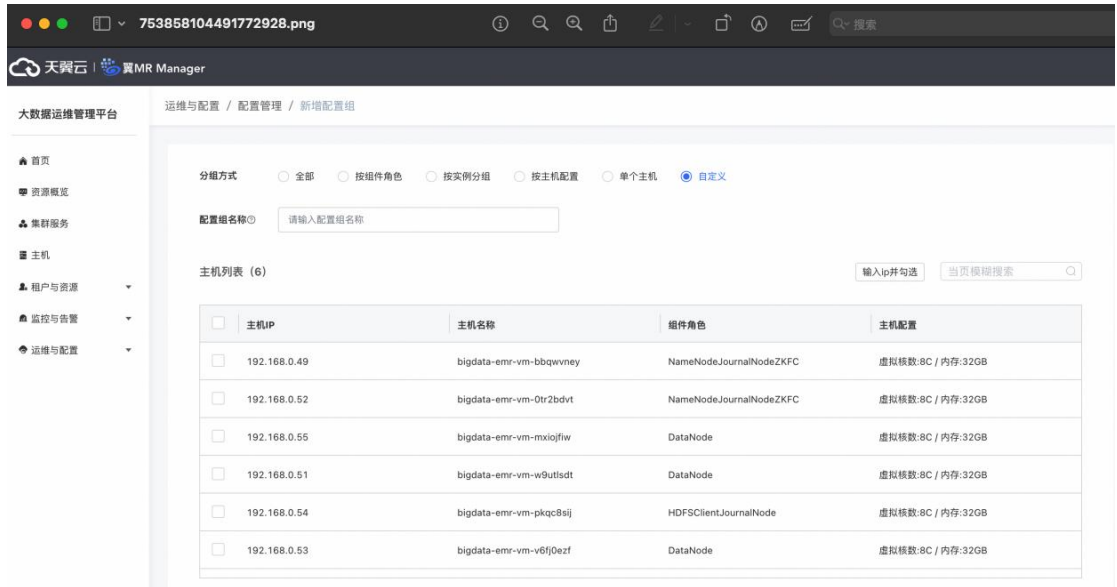 753858104491772928.png
搜索
天翼云 | 翼MR Manager
大数据运维管理平台
运维与配置 / 配置管理 / 新增配置组
首页
资源概览
集群服务
主机
租户与资源
监控与告警
运维与配置
分组方式 全部 按组件角色 按实例分组 按主机配置 单个主机 自定义
配置组名称 请输入配置组名称
主机列表（6） 输入ip并勾选 当页模糊搜索
主机IP 主机名称 组件角色 主机配置
192.168.0.49 bigdata-emr-vm-bbqwvney NameNodeJournalNodeZKFC 虚拟核数:8C / 内存:32GB
192.168.0.52 bigdata-emr-vm-0tr2bdvt NameNodeJournalNodeZKFC 虚拟核数:8C / 内存:32GB
192.168.0.55 bigdata-emr-vm-mxiojfiw DataNode 虚拟核数:8C / 内存:32GB
192.168.0.51 bigdata-emr-vm-w9utlsdt DataNode 虚拟核数:8C / 内存:32GB
192.168.0.54 bigdata-emr-vm-pkqc8sij HDFSClientJournalNode 虚拟核数:8C / 内存:32GB
192.168.0.53 bigdata-emr-vm-v6fj0ezf DataNode 虚拟核数:8C / 内存:32GB